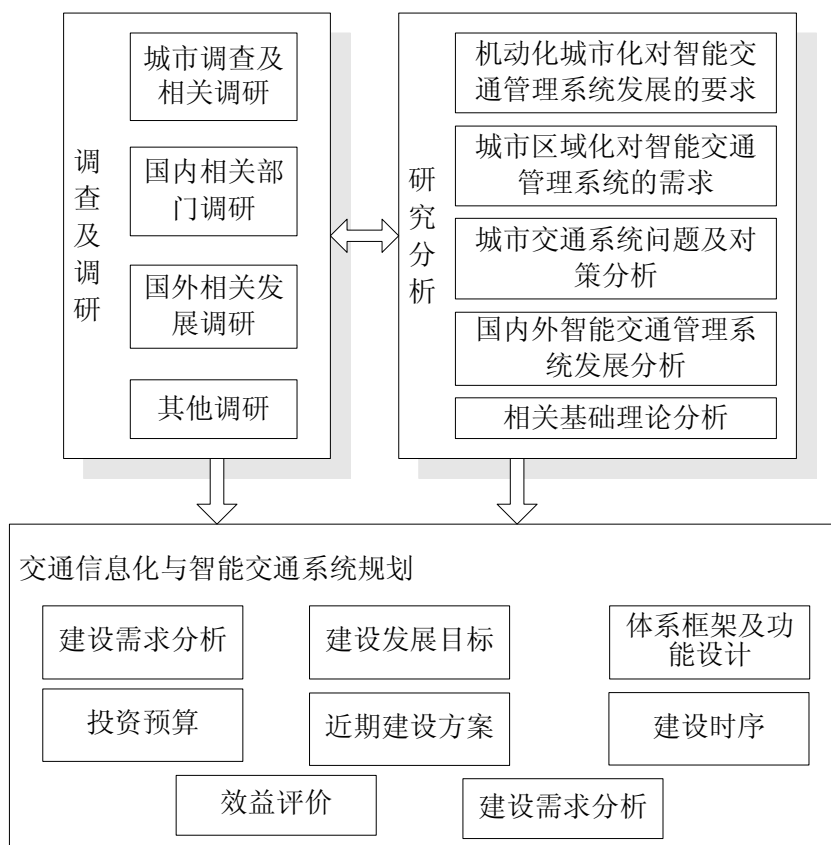 调查及调研
城市调查及
相关调研
国内相关部
门调研
国外相关发
展调研
其他调研
研究分析
机动化城市化对智能交
通管理系统发展的要求
城市区域化对智能交通
管理系统的需求
城市交通系统问题及对
策分析
国内外智能交通管理系
统发展分析
相关基础理论分析
交通信息化与智能交通系统规划
建设需求分析
建设发展目标
体系框架及功
能设计
投资预算
近期建设方案
建设时序
效益评价
建设需求分析